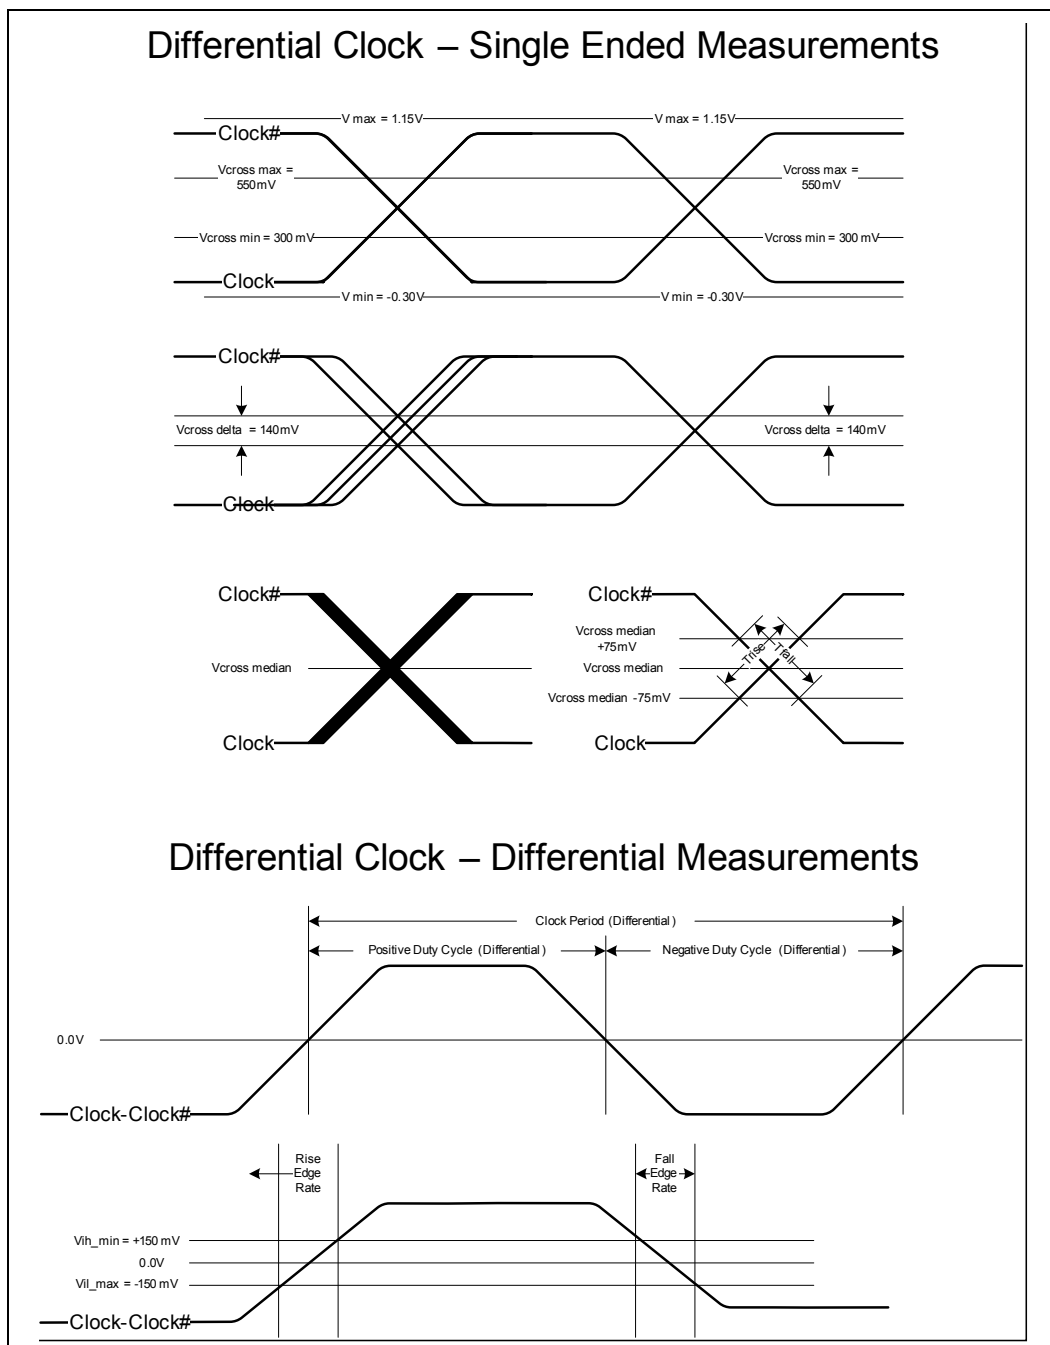 Differential Clock – Single Ended Measurements
V max = 1.15V
V max = 1.15V
Clock#
Vcross max =
550mV
Vcross max =
550mV
Vcross min = 300 mV
Vcross min = 300 mV
Clock
V min = -0.30V
V min = -0.30V
Clock#
Vcross delta = 140mV
Vcross delta = 140mV
Clock
Clock#
Vcross median
Clock
Clock#
Vcross median
+75mV
Vcross median
Vcross median -75mV
Trise
Tfall
Clock
Differential Clock – Differential Measurements
Clock Period (Differential)
Positive Duty Cycle (Differential)
Negative Duty Cycle (Differential)
0.0V
Clock-Clock#
Rise
Edge
Rate
Fall
Edge
Rate
Vih_min = +150 mV
0.0V
Vil_max = -150 mV
Clock-Clock#